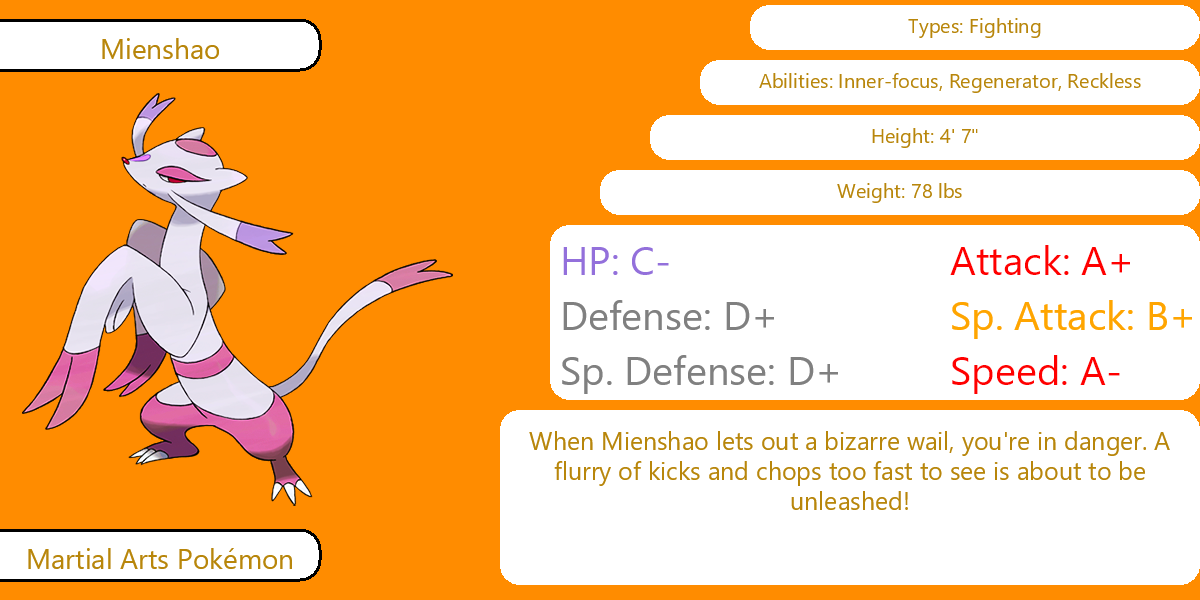 Mienshao
Types: Fighting
Abilities: Inner-focus, Regenerator, Reckless
Height: 4' 7"
Weight: 78 lbs
HP: C-
Attack: A+
Defense: D+
Sp. Attack: B+
Sp. Defense: D+
Speed: A-
When Mienshao lets out a bizarre wail, you're in danger. A
flurry of kicks and chops too fast to see is about to be
unleashed!
Martial Arts Pokémon